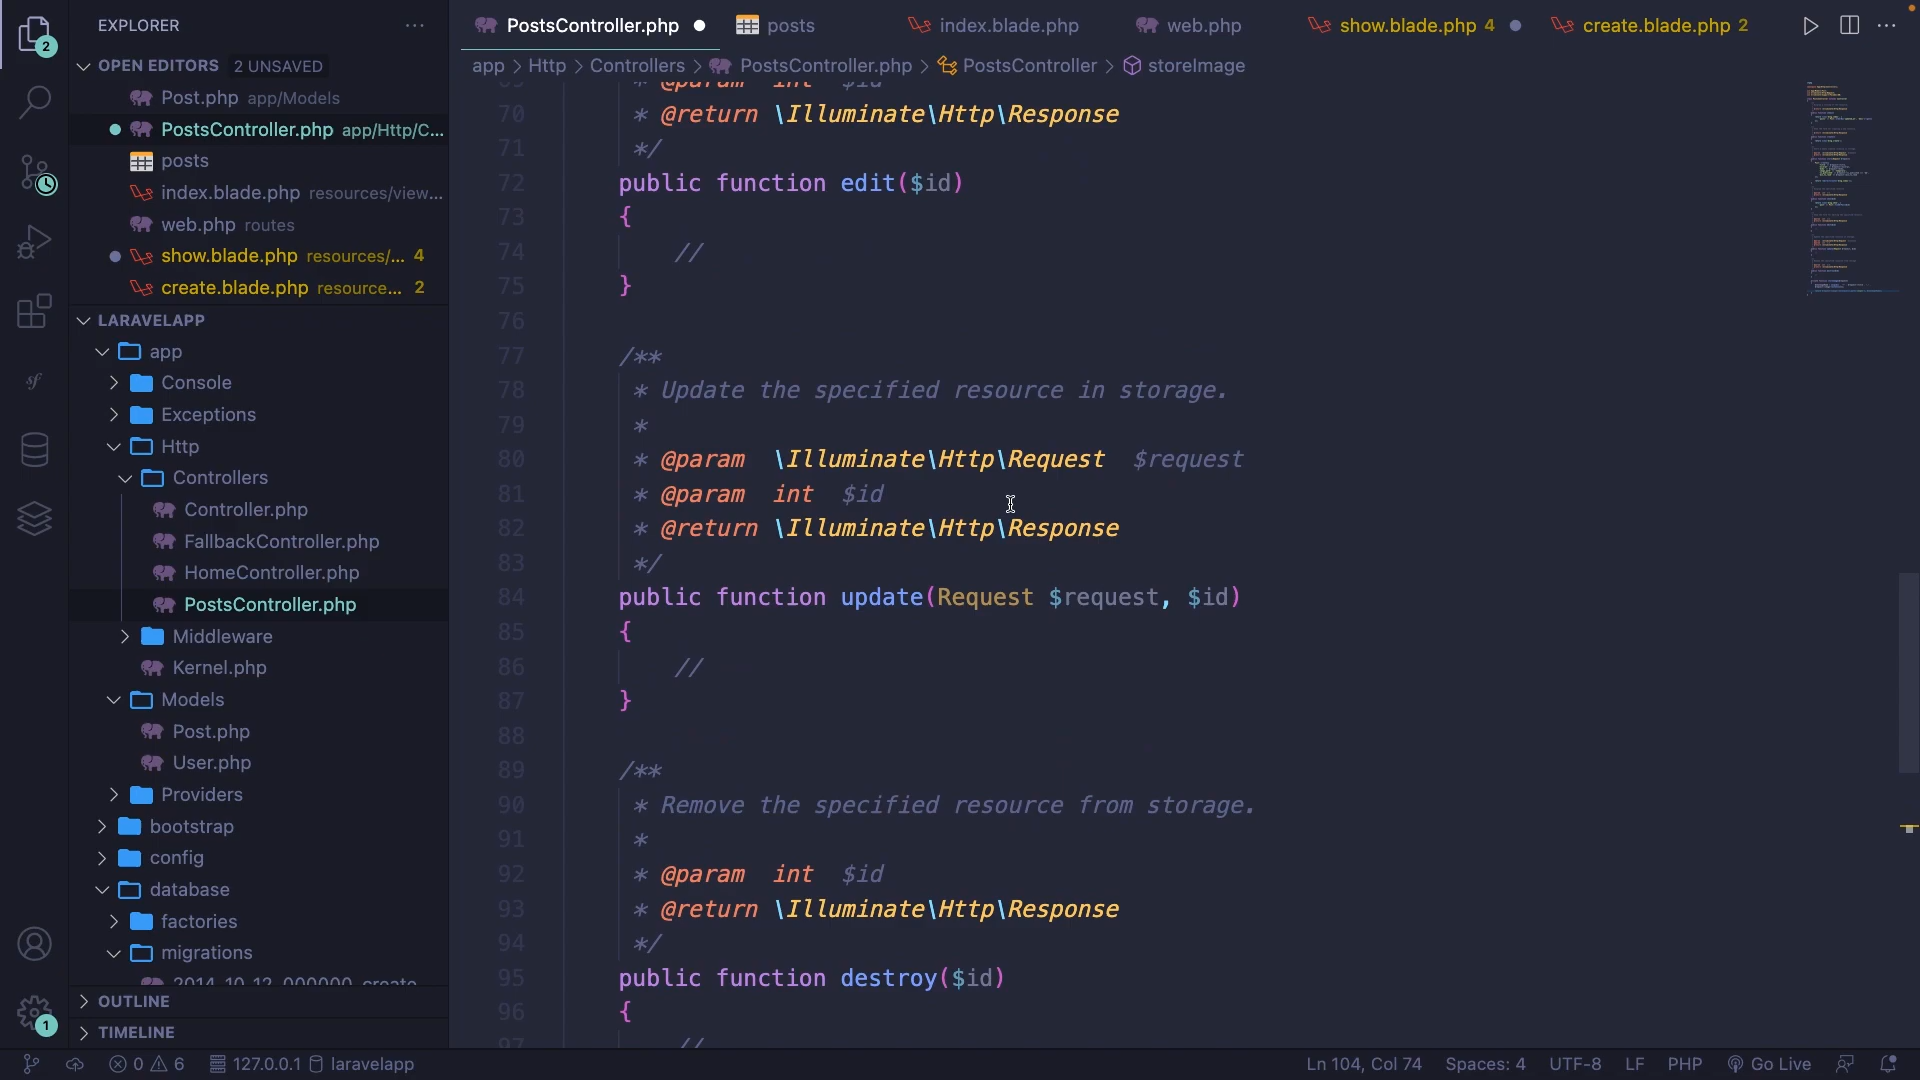 EXPLORER
OPEN EDITORS 2 UNSAVED
Post.php app/Models
PostsController.php app/Http/C...
posts
index.blade.php resources/view...
web.php routes
show.blade.php resources/... 4
create.blade.php resource... 2
LARAVELAPP
app
Console
Exceptions
Http
Controllers
Controller.php
FallbackController.php
HomeController.php
PostsController.php
Middleware
Kernel.php
Models
Post.php
User.php
Providers
bootstrap
config
database
factories
migrations
2014_10_12_000000_create
OUTLINE
TIMELINE
PostsController.php
posts
index.blade.php
web.php
show.blade.php 4
create.blade.php 2
app > Http > Controllers > PostsController.php > PostsController > storeImage
69 * @param  int  $id
70 * @return \Illuminate\Http\Response
71 */
72 public function edit($id)
73 {
74 //
75 }
76
77 /**
78 * Update the specified resource in storage.
79 *
80 * @param  \Illuminate\Http\Request  $request
81 * @param  int  $id
82 * @return \Illuminate\Http\Response
83 */
84 public function update(Request $request, $id)
85 {
86 //
87 }
88
89 /**
90 * Remove the specified resource from storage.
91 *
92 * @param  int  $id
93 * @return \Illuminate\Http\Response
94 */
95 public function destroy($id)
96 {
97 //
2
sf
1
0 6 127.0.0.1 laravelapp
Ln 104, Col 74 Spaces: 4 UTF-8 LF PHP Go Live